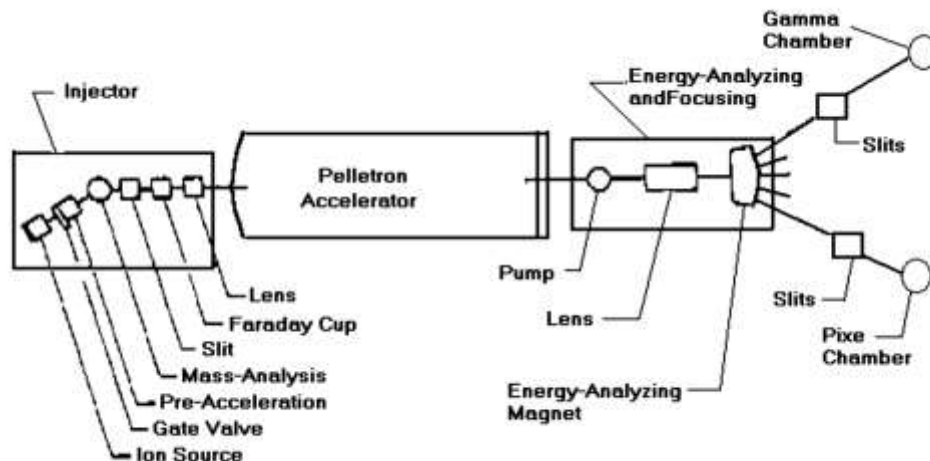 Gamma
Chamber
Injector
Energy-Analyzing
andFocusing
Slits
Pelletron
Accelerator
Pump
Lens
Slits
Lens
Faraday Cup
Slit
Pixe
Chamber
Mass-Analysis
Energy-Analyzing
Magnet
Pre-Acceleration
Gate Valve
Ion Source